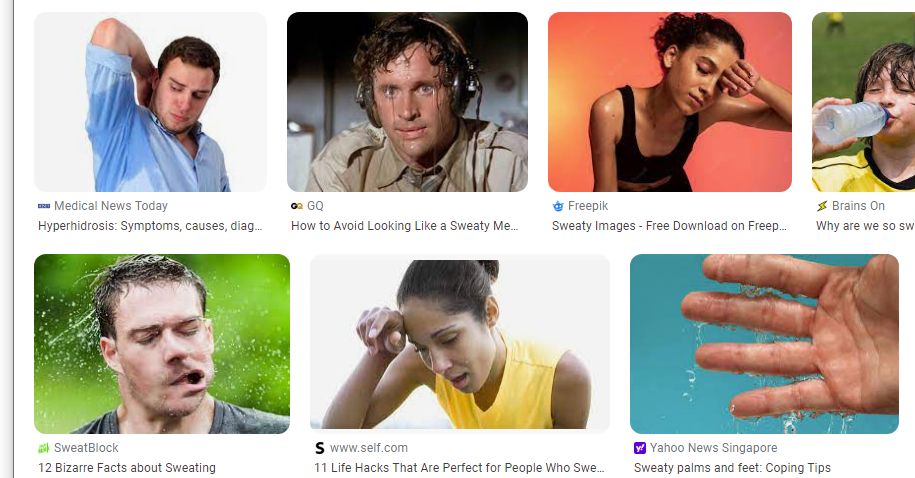 Medical News Today
Hyperhidrosis: Symptoms, causes, diag...
GQ
How to Avoid Looking Like a Sweaty Me...
Freepik
Sweaty Images - Free Download on Freep...
Brains On
Why are we so sw
SweatBlock
12 Bizarre Facts about Sweating
S www.self.com
11 Life Hacks That Are Perfect for People Who Swe...
Yahoo News Singapore
Sweaty palms and feet: Coping Tips